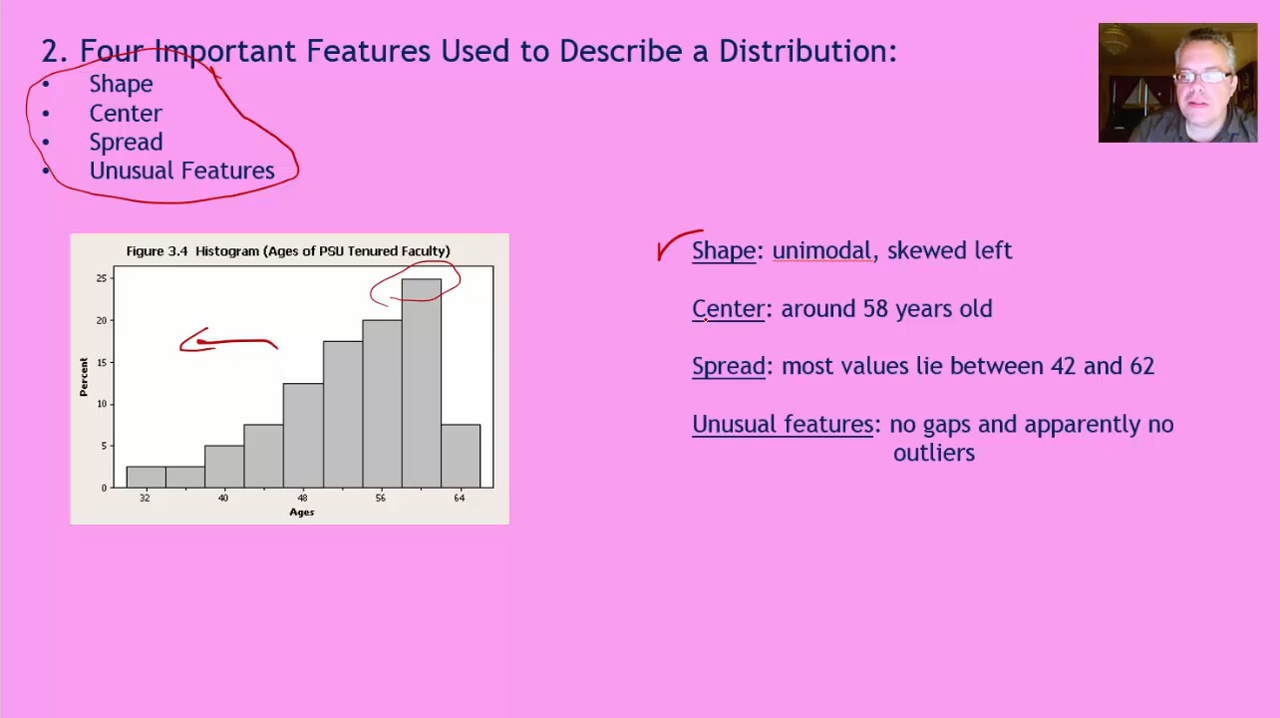 2. Four Important Features Used to Describe a Distribution:
• Shape
• Center
• Spread
• Unusual Features
Figure 3.4 Histogram (Ages of PSU Tenured Faculty)
25
20
15
10
5
0
Percent
32 40 48 56 64
Ages
Shape: unimodal, skewed left
Center: around 58 years old
Spread: most values lie between 42 and 62
Unusual features: no gaps and apparently no
outliers